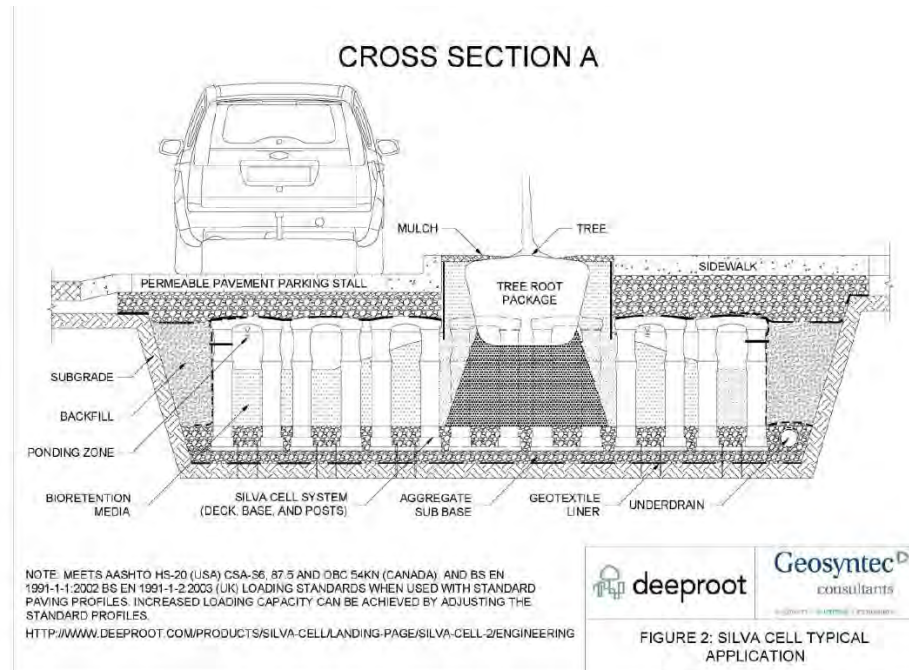 CROSS SECTION A
MULCH
TREE
PERMEABLE PAVEMENT PARKING STALL
TREE ROOT
PACKAGE
SIDEWALK
SUBGRADE
BACKFILL
PONDING ZONE
BIORETENTION
MEDIA
SILVA CELL SYSTEM
(DECK, BASE, AND POSTS)
AGGREGATE
SUB BASE
GEOTEXTILE
LINER
UNDERDRAIN
NOTE: MEETS AASHTO HS-20 (USA) CSA-S6, 87.5 AND OBC 54KN (CANADA) AND BS EN
1991-1-1:2002 BS EN 1991-1-2:2003 (UK) LOADING STANDARDS WHEN USED WITH STANDARD
PAVING PROFILES. INCREASED LOADING CAPACITY CAN BE ACHIEVED BY ADJUSTING THE
STANDARD PROFILES.
HTTP://WWW.DEEPROOT.COM/PRODUCTS/SILVA-CELL/LANDING-PAGE/SILVA-CELL-2/ENGINEERING
deeproot
Geosyntec
consultants
FIGURE 2: SILVA CELL TYPICAL
APPLICATION